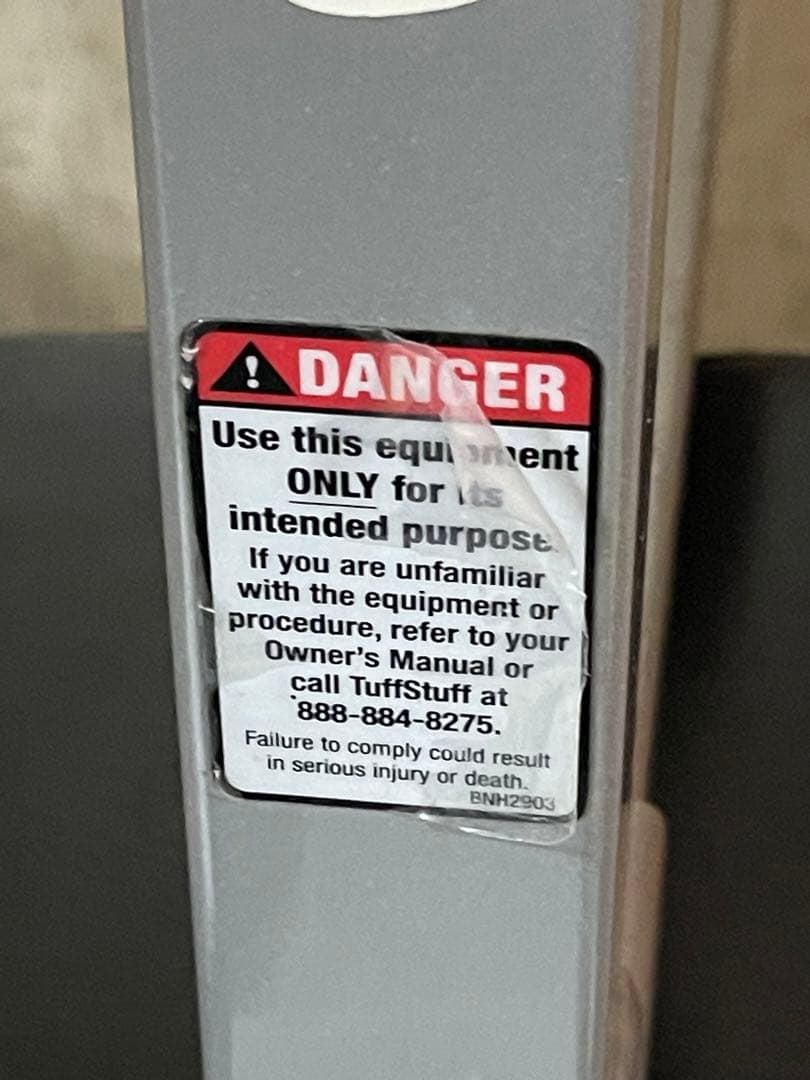 ! DANGER
Use this equipment
ONLY for its
intended purpose.
If you are unfamiliar
with the equipment or
procedure, refer to your
Owner's Manual or
call TuffStuff at
888-884-8275.
Failure to comply could result
in serious injury or death.
BNH2903